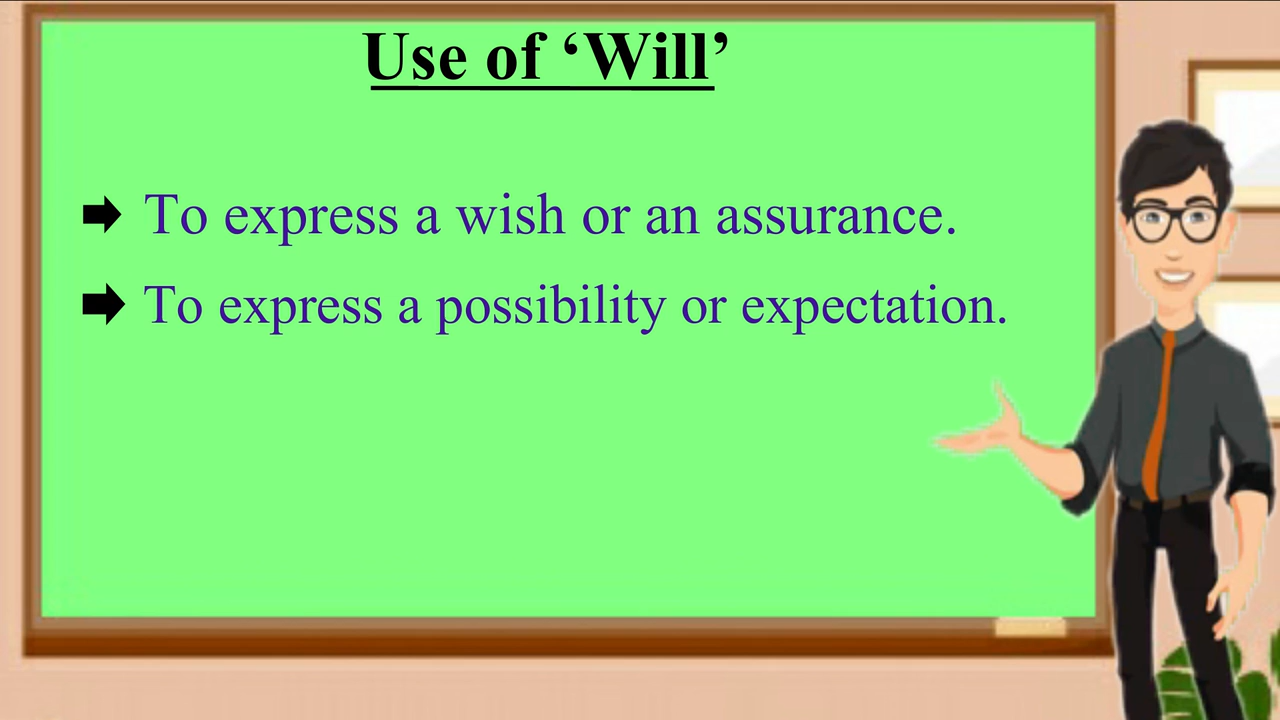 Use of ‘Will’
To express a wish or an assurance.
To express a possibility or expectation.